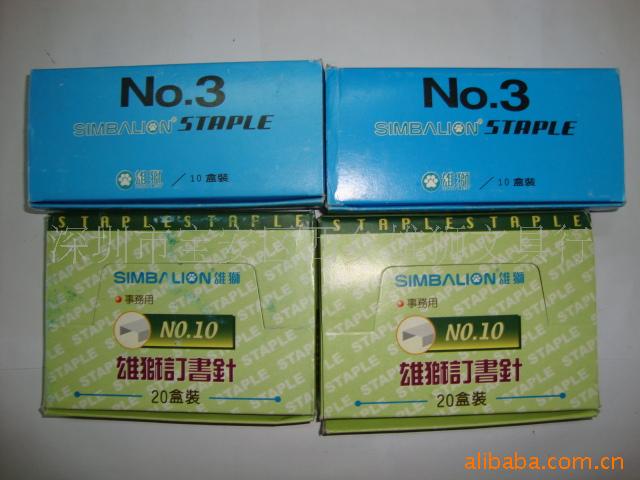 No.3
SIMBALION® STAPLE
雄獅 / 10盒裝
No.3
SIMBALION® STAPLE
雄獅 / 10盒裝
STAPLESTAPLE
SIMBALION 雄獅
事務用
NO.10
雄獅訂書針
20盒裝
STAPLESTAPLE
SIMBALION 雄獅
事務用
NO.10
雄獅訂書針
20盒裝
alibaba.com.cn